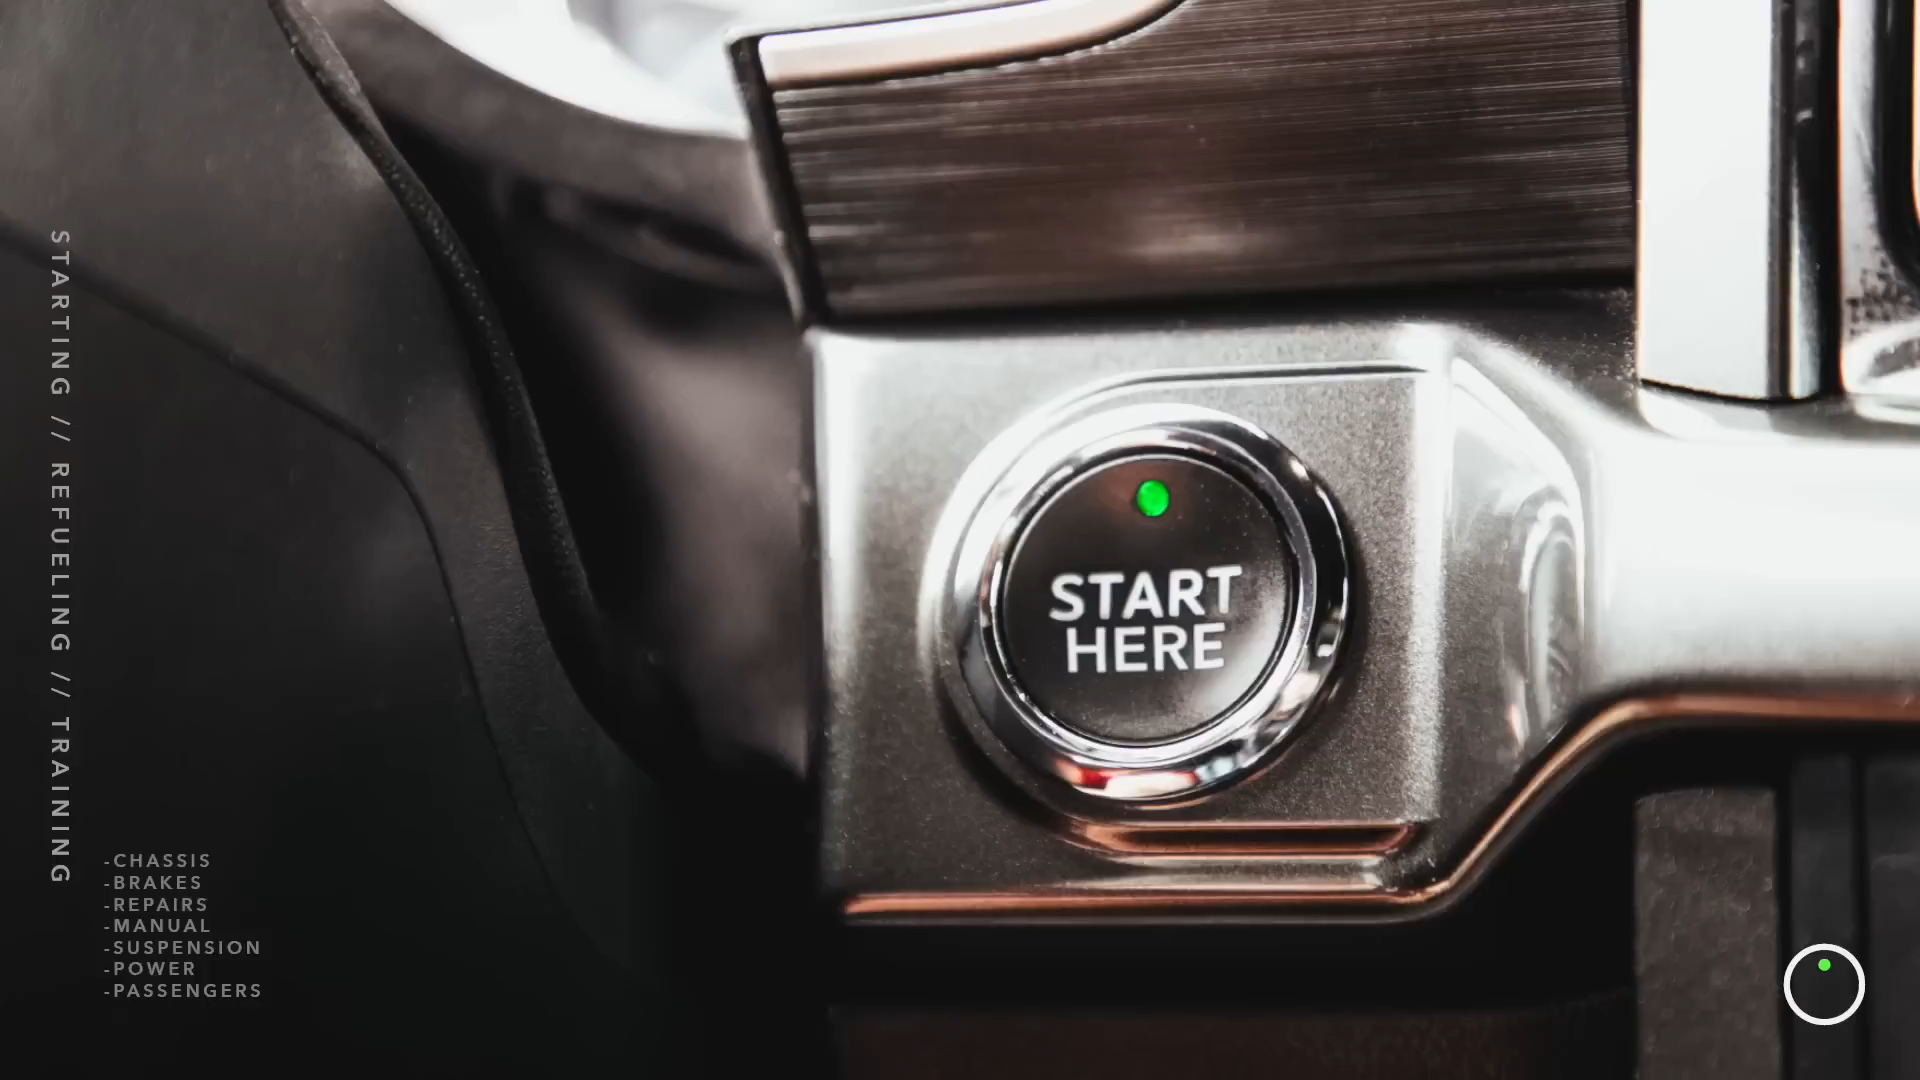 STARTING // REFUELING // TRAINING
START
HERE
-CHASSIS
-BRAKES
-REPAIRS
-MANUAL
-SUSPENSION
-POWER
-PASSENGERS